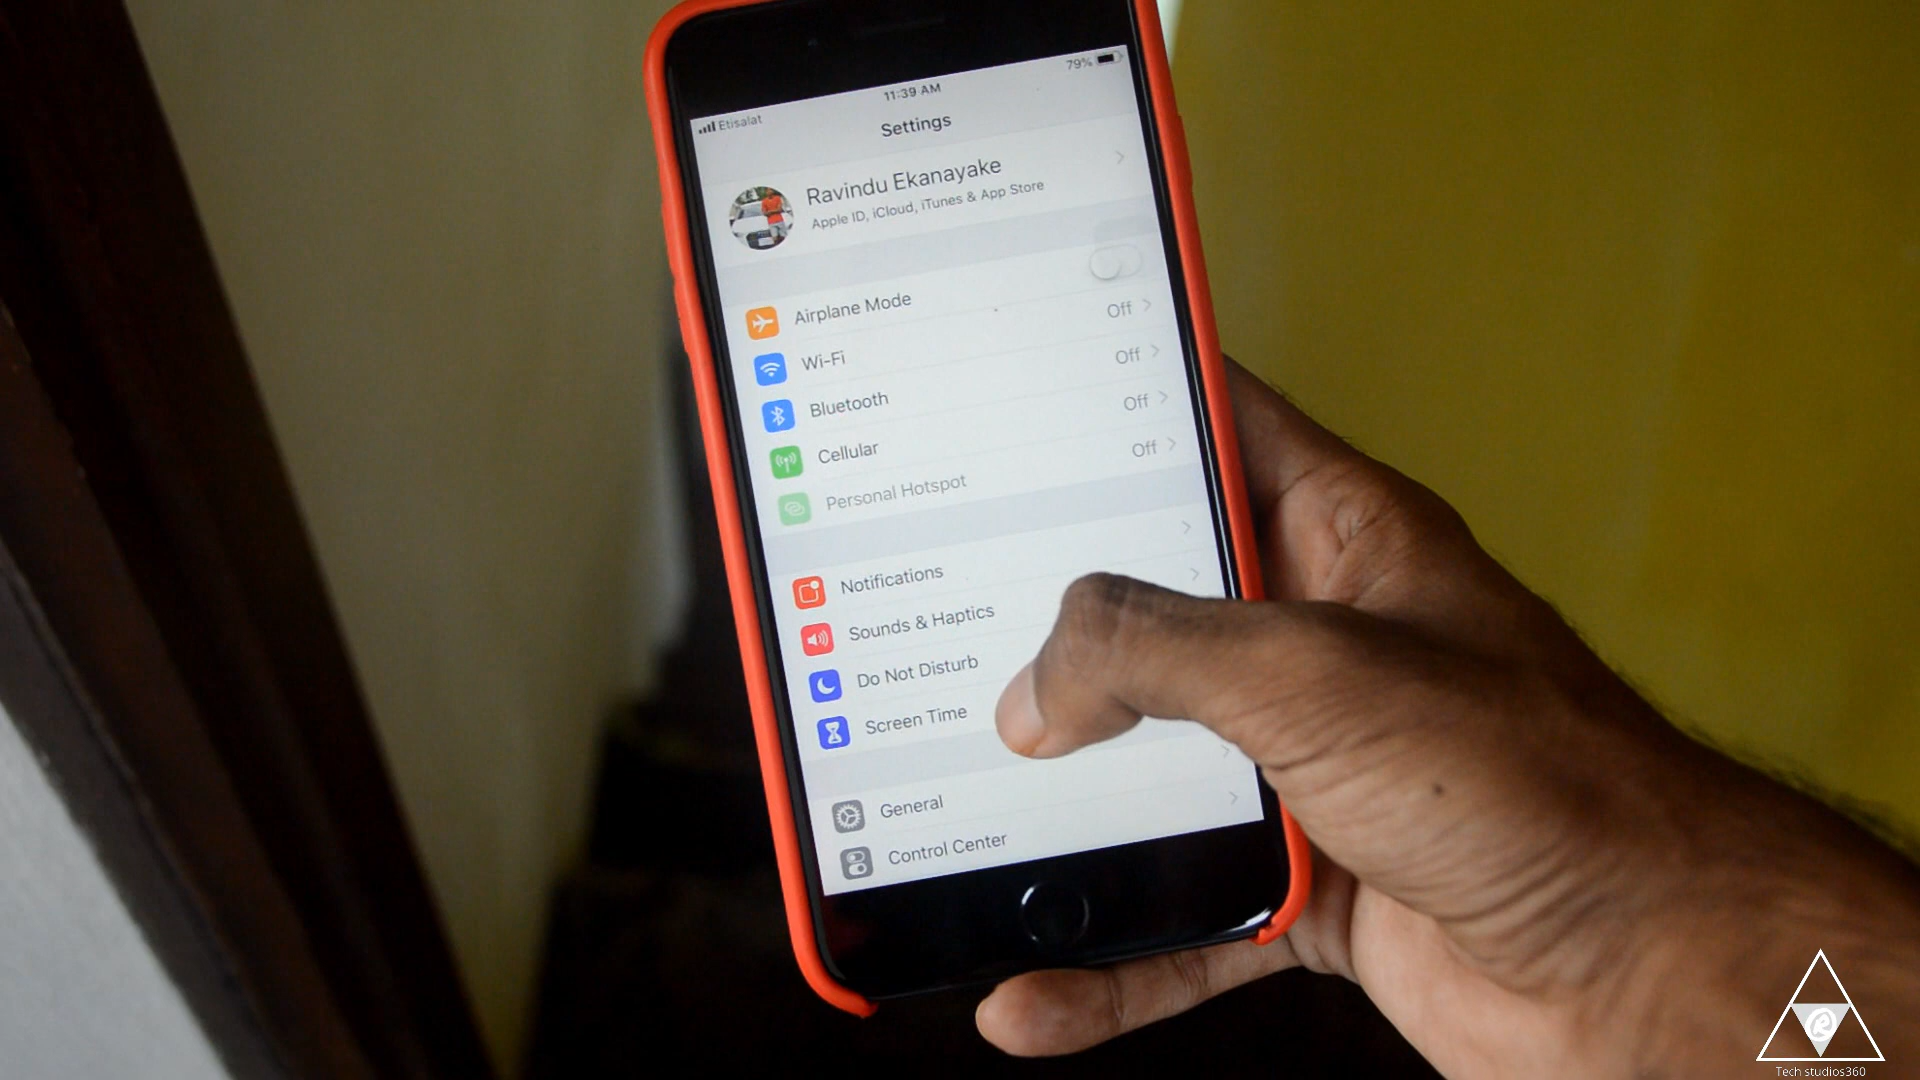 79%
11:39 AM
Etisalat
Settings
Ravindu Ekanayake
Apple ID, iCloud, iTunes & App Store
Airplane Mode
Wi-Fi Off
Bluetooth Off
Cellular Off
Personal Hotspot Off
Notifications
Sounds & Haptics
Do Not Disturb
Screen Time
General
Control Center
R
Tech studios360